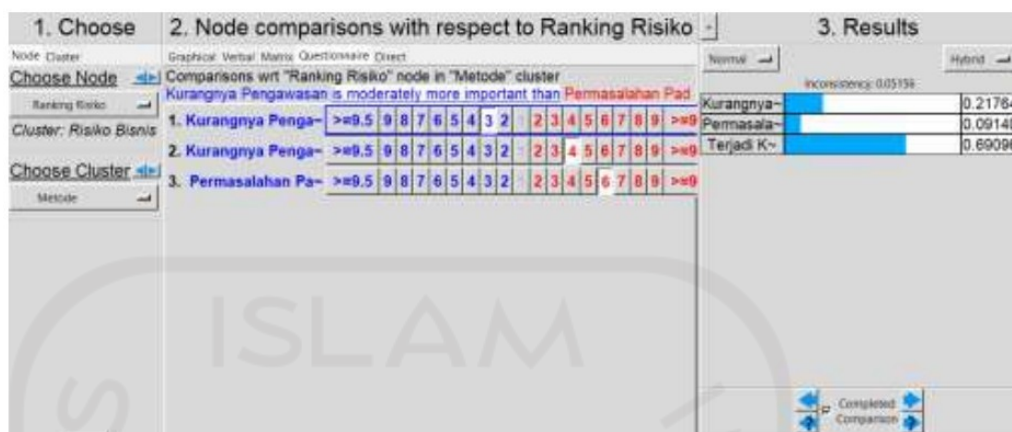 1. Choose
Node Cluster
Choose Node
Ranking Risiko
Cluster: Risiko Bisnis
Choose Cluster
Metode
2. Node comparisons with respect to Ranking Risiko
Graphical Verbal Matrix Questionnaire Direct
Comparisons wrt "Ranking Risiko" node in "Metode" cluster
Kurangnya Pengawasan is moderately more important than Permasalahan Pad
1. Kurangnya Penga~ >=9.5 9 8 7 6 5 4 3 2 2 3 4 5 6 7 8 9 >=9
2. Kurangnya Penga~ >=9.5 9 8 7 6 5 4 3 2 2 3 4 5 6 7 8 9 >=9
3. Permasalahan Pa~ >=9.5 9 8 7 6 5 4 3 2 2 3 4 5 6 7 8 9 >=9
3. Results
Normal Hybrid
Inconsistency: 0.05156
Kurangnya~ 0.21764
Permasala~ 0.09140
Terjadi K~ 0.69096
Completed
Comparison
ISLAM